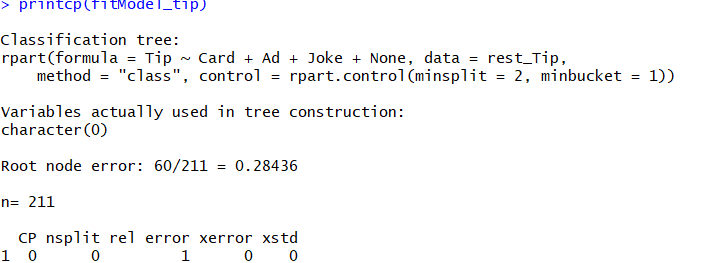 > printcp(fitModel_tip)
Classification tree:
rpart(formula = Tip ~ Card + Ad + Joke + None, data = rest_Tip,
    method = "class", control = rpart.control(minsplit = 2, minbucket = 1))
Variables actually used in tree construction:
character(0)
Root node error: 60/211 = 0.28436
n= 211
  CP nsplit rel error xerror xstd
1  0      0         1      0    0